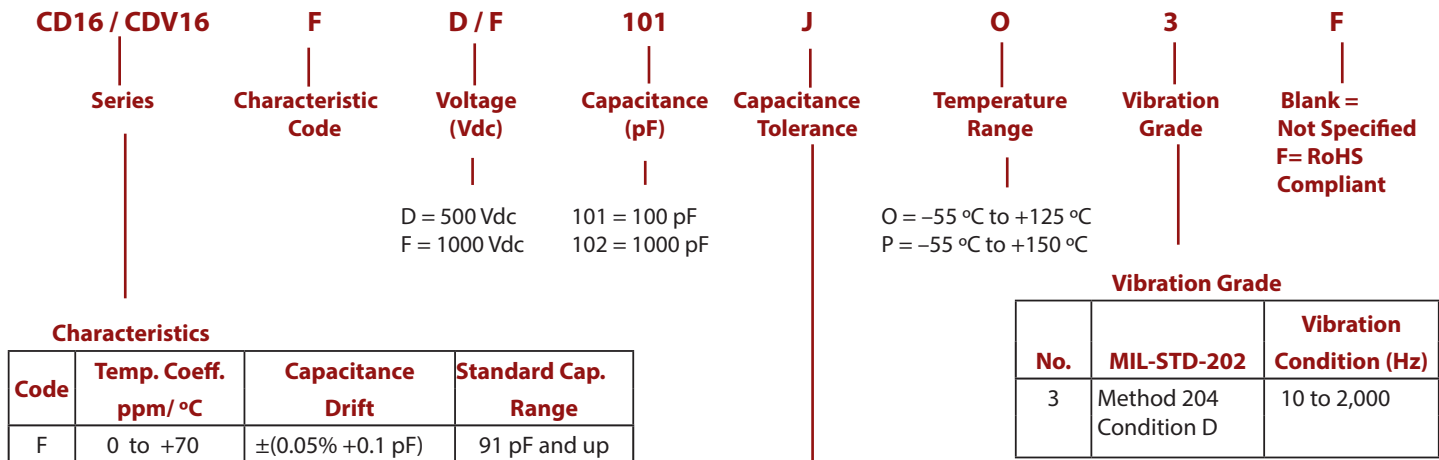 CD16 / CDV16 F D / F 101 J O 3 F
Series Characteristic Code Voltage (Vdc) Capacitance (pF) Capacitance Tolerance Temperature Range Vibration Grade Blank = Not Specified F= RoHS Compliant
D = 500 Vdc 101 = 100 pF O = –55 ºC to +125 ºC
F = 1000 Vdc 102 = 1000 pF P = –55 ºC to +150 ºC
Vibration Grade
No. MIL-STD-202 Vibration Condition (Hz)
3 Method 204 Condition D 10 to 2,000
Characteristics
Code Temp. Coeff. ppm/ ºC Capacitance Drift Standard Cap. Range
F 0 to +70 ±(0.05% +0.1 pF) 91 pF and up